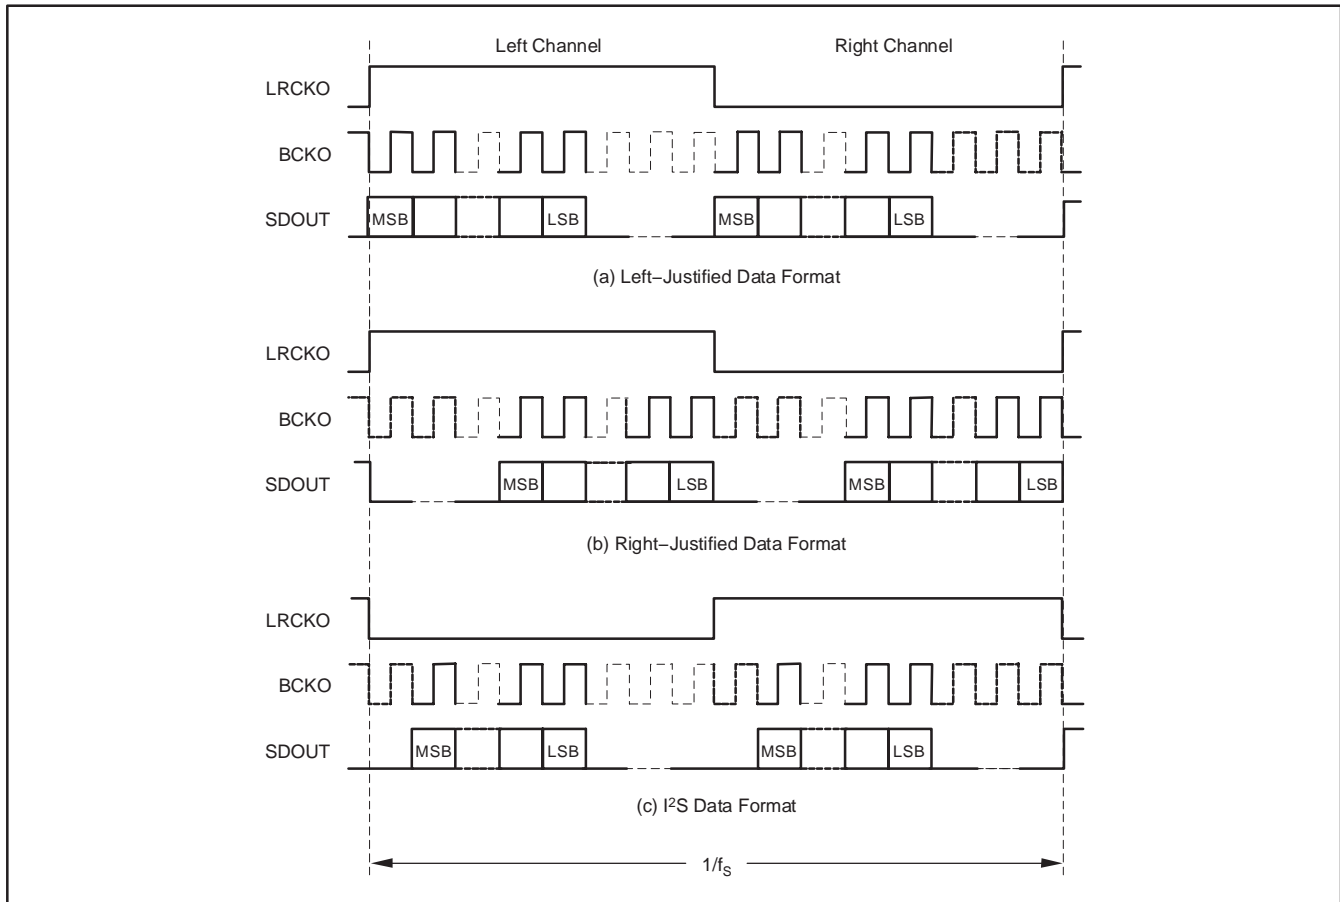 Left Channel Right Channel
LRCKO
BCKO
SDOUT MSB LSB MSB LSB
(a) Left−Justified Data Format
LRCKO
BCKO
SDOUT MSB LSB MSB LSB
(b) Right−Justified Data Format
LRCKO
BCKO
SDOUT MSB LSB MSB LSB
(c) I²S Data Format
1/fS